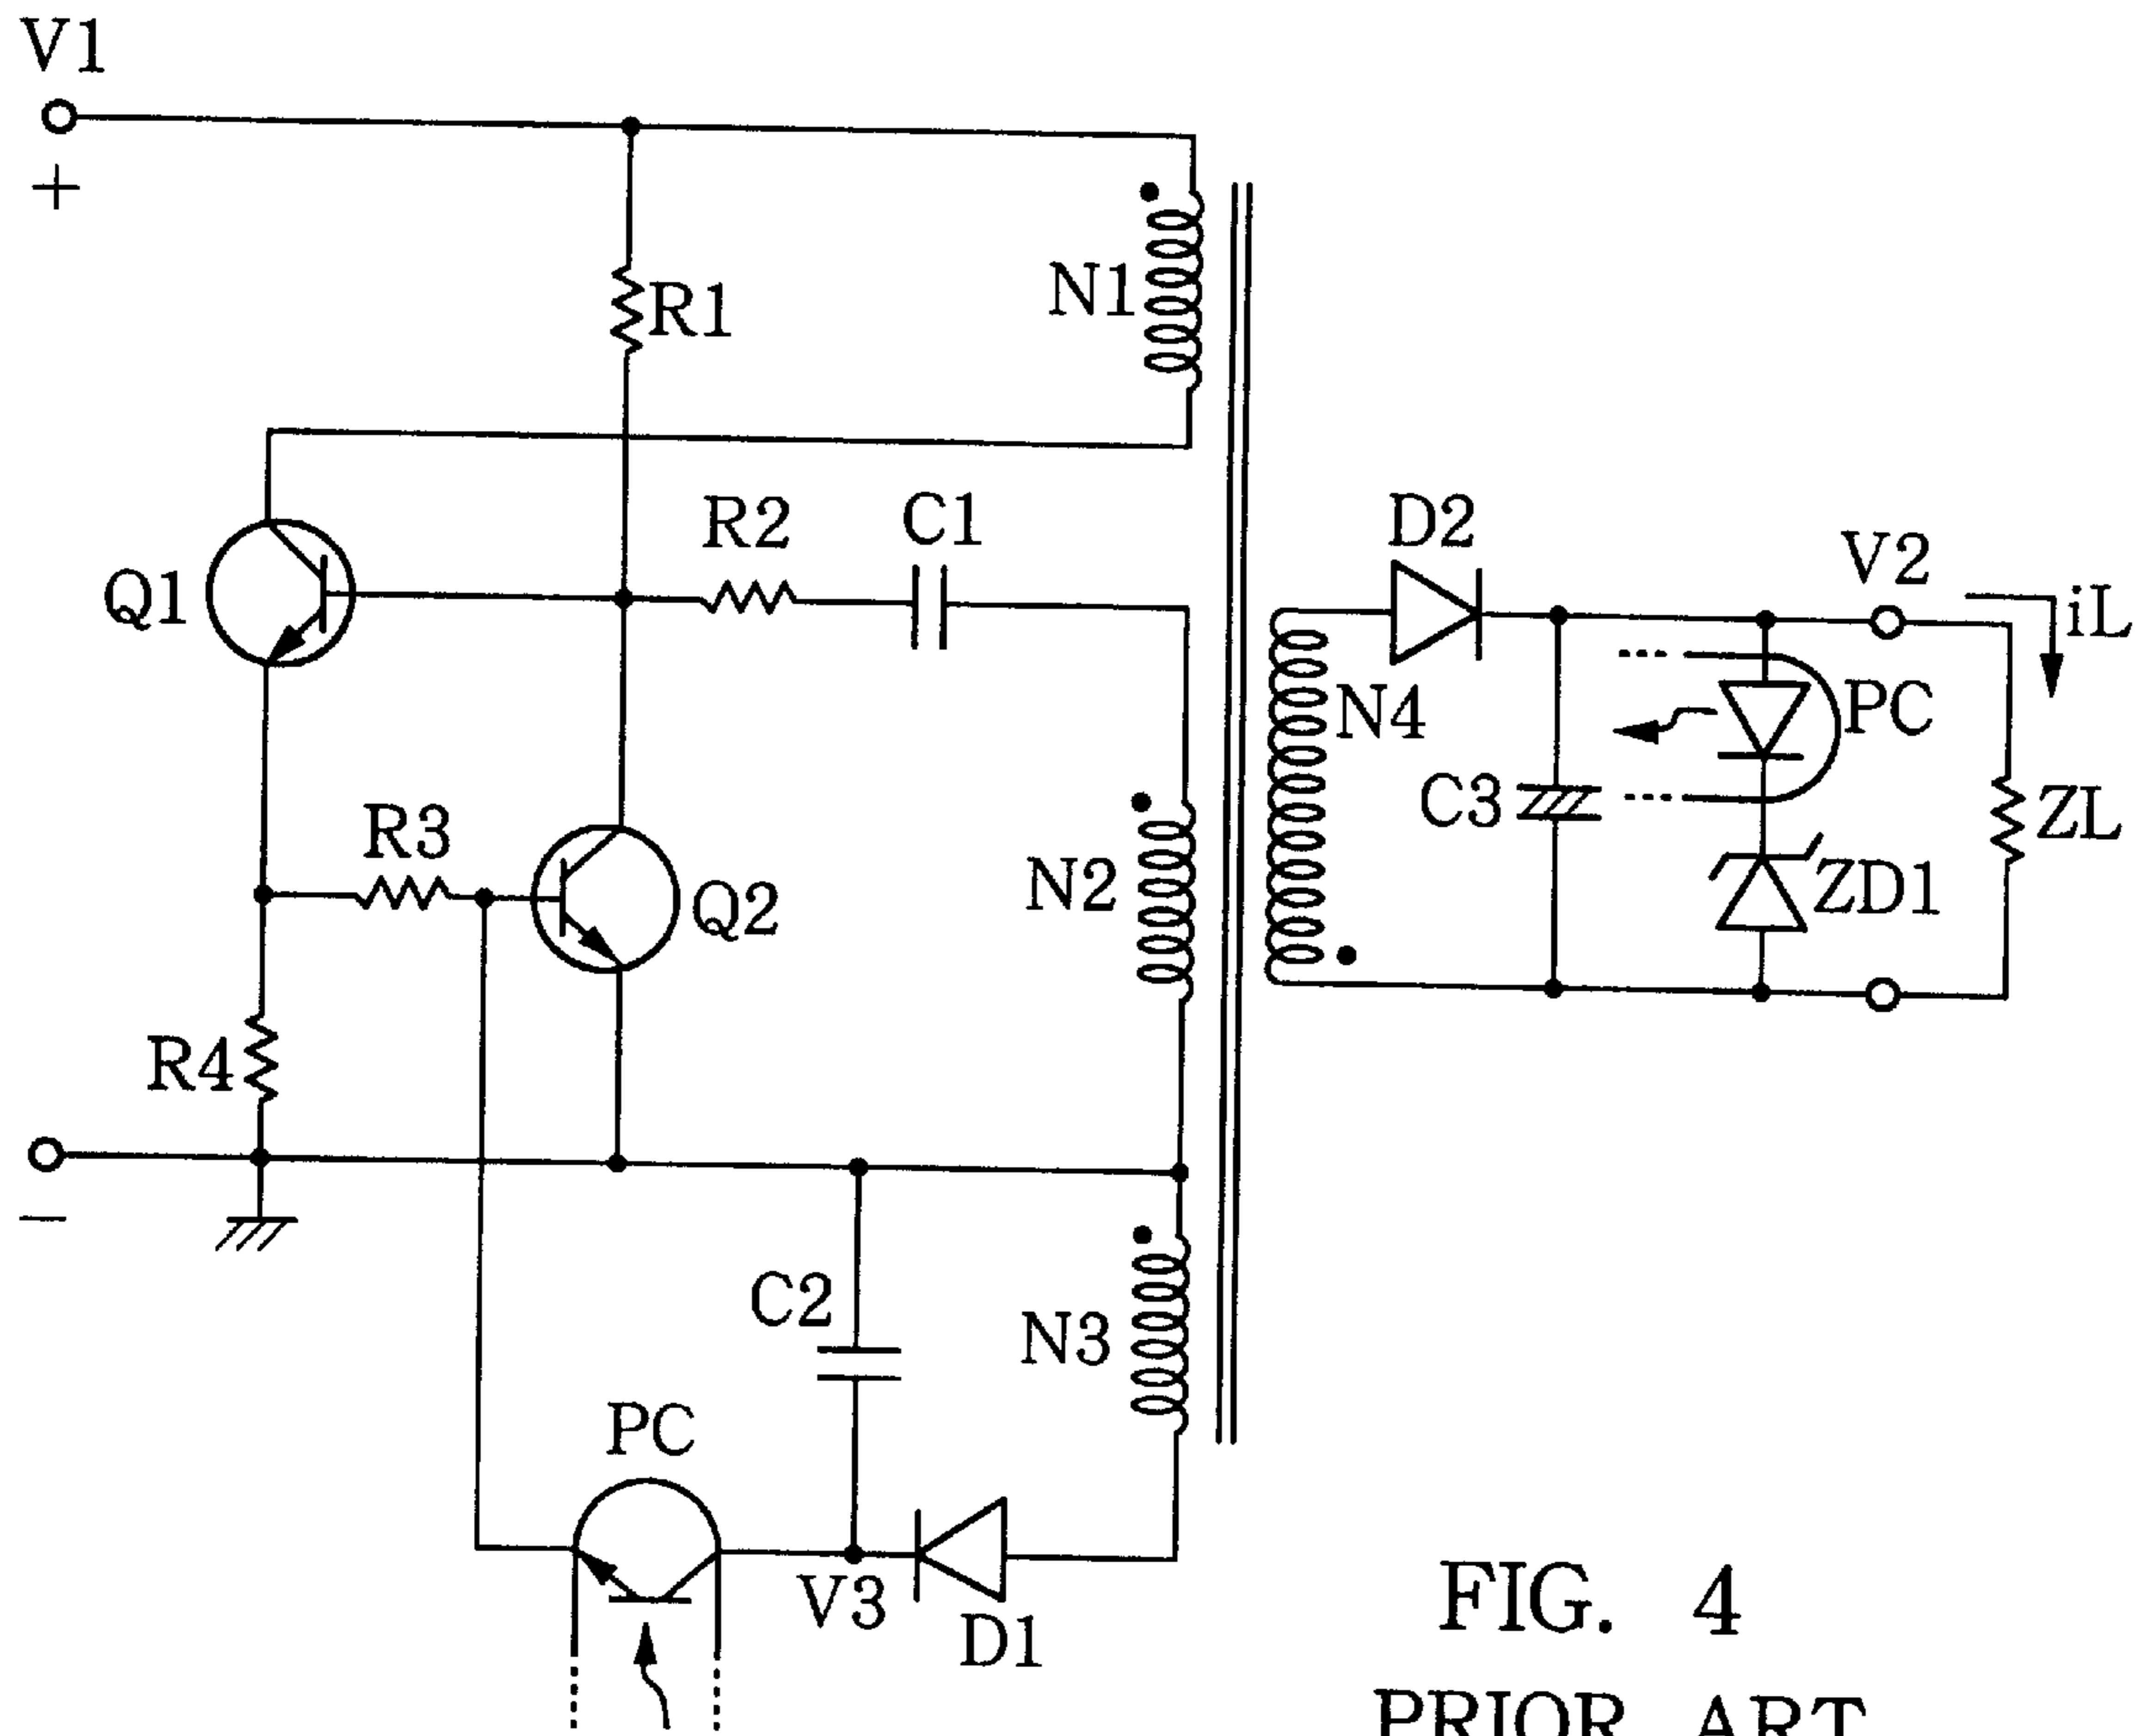 V1
+
R1
N1
R2
C1
Q1
D2
V2
iL
N4
PC
C3
ZL
R3
Q2
N2
ZD1
R4
−
C2
N3
PC
V3
D1
FIG. 4
PRIOR ART